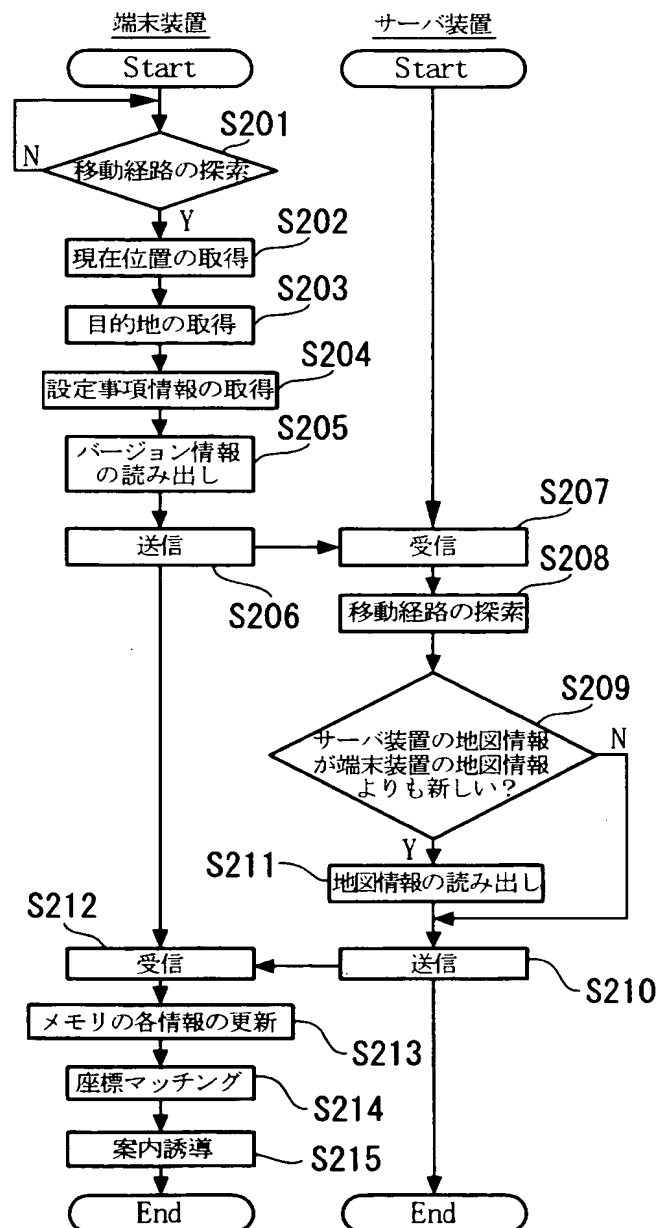 端末装置
サーバ装置
Start
Start
S201
N
移動経路の探索
Y
S202
現在位置の取得
S203
目的地の取得
S204
設定事項情報の取得
S205
バージョン情報
の読み出し
S207
送信
受信
S206
S208
移動経路の探索
S209
サーバ装置の地図情報
が端末装置の地図情報
よりも新しい？
N
Y
S211
地図情報の読み出し
S212
受信
送信
S210
メモリの各情報の更新
S213
座標マッチング
S214
案内誘導
S215
End
End